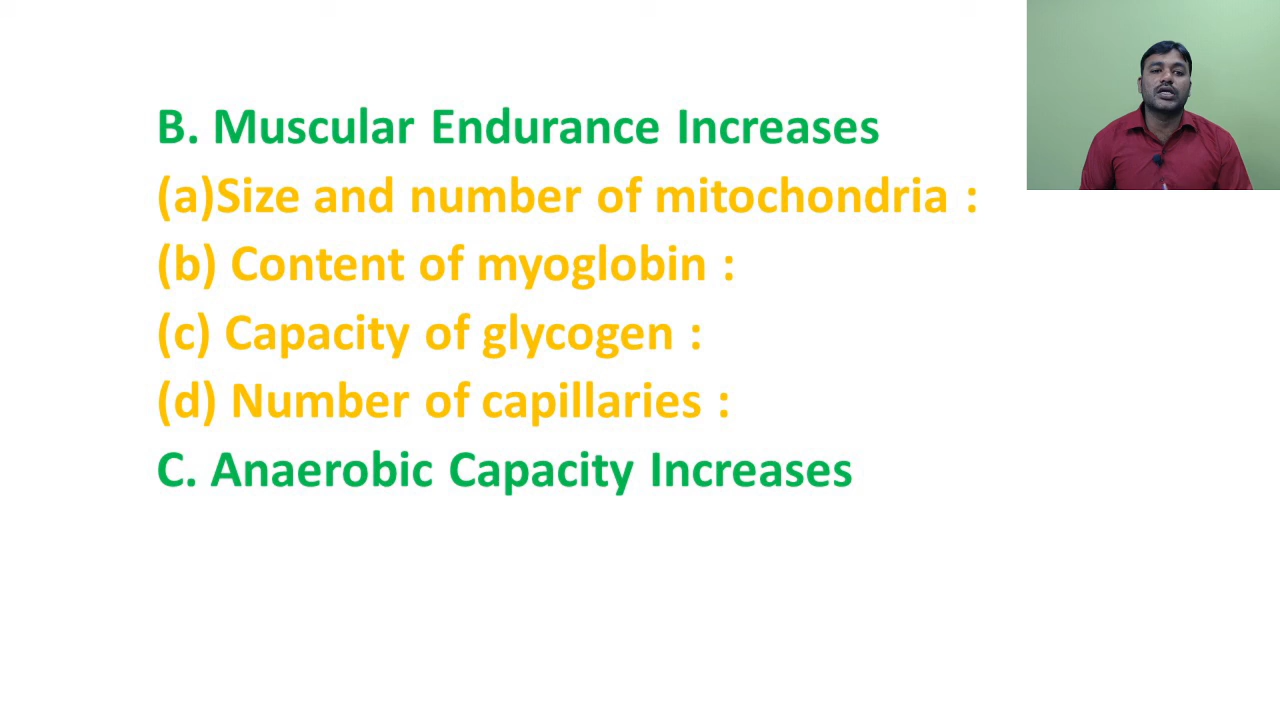 B. Muscular Endurance Increases
(a)Size and number of mitochondria :
(b) Content of myoglobin :
(c) Capacity of glycogen :
(d) Number of capillaries :
C. Anaerobic Capacity Increases